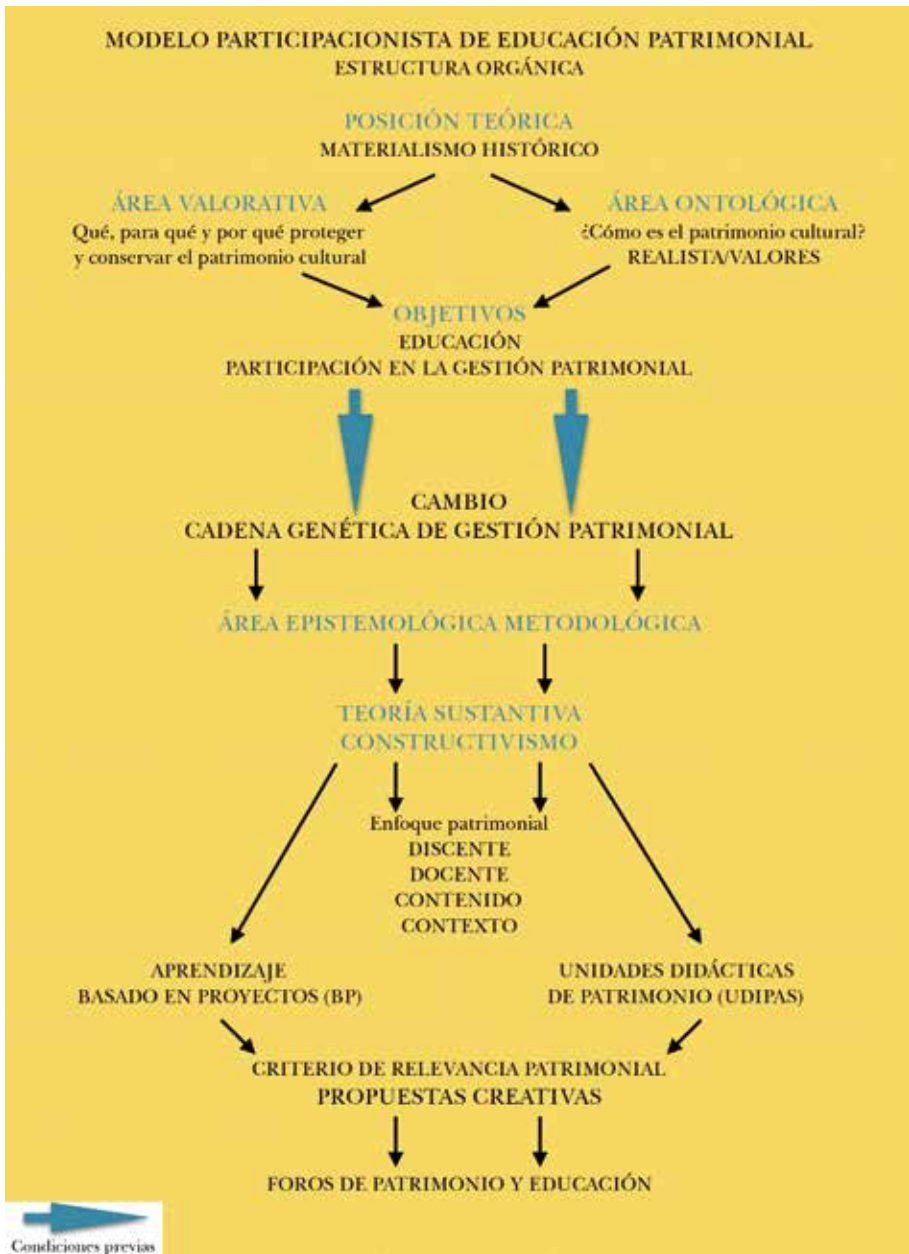 MODELO PARTICIPACIONISTA DE EDUCACIÓN PATRIMONIAL
ESTRUCTURA ORGÁNICA
POSICIÓN TEÓRICA
MATERIALISMO HISTÓRICO
ÁREA VALORATIVA
Qué, para qué y por qué proteger
y conservar el patrimonio cultural
ÁREA ONTOLÓGICA
¿Cómo es el patrimonio cultural?
REALISTA/VALORES
OBJETIVOS
EDUCACIÓN
PARTICIPACIÓN EN LA GESTIÓN PATRIMONIAL
CAMBIO
CADENA GENÉTICA DE GESTIÓN PATRIMONIAL
ÁREA EPISTEMOLÓGICA METODOLÓGICA
TEORÍA SUSTANTIVA
CONSTRUCTIVISMO
Enfoque patrimonial
DISCENTE
DOCENTE
CONTENIDO
CONTEXTO
APRENDIZAJE
BASADO EN PROYECTOS (BP)
UNIDADES DIDÁCTICAS
DE PATRIMONIO (UDIPAS)
CRITERIO DE RELEVANCIA PATRIMONIAL
PROPUESTAS CREATIVAS
FOROS DE PATRIMONIO Y EDUCACIÓN
Condiciones previas